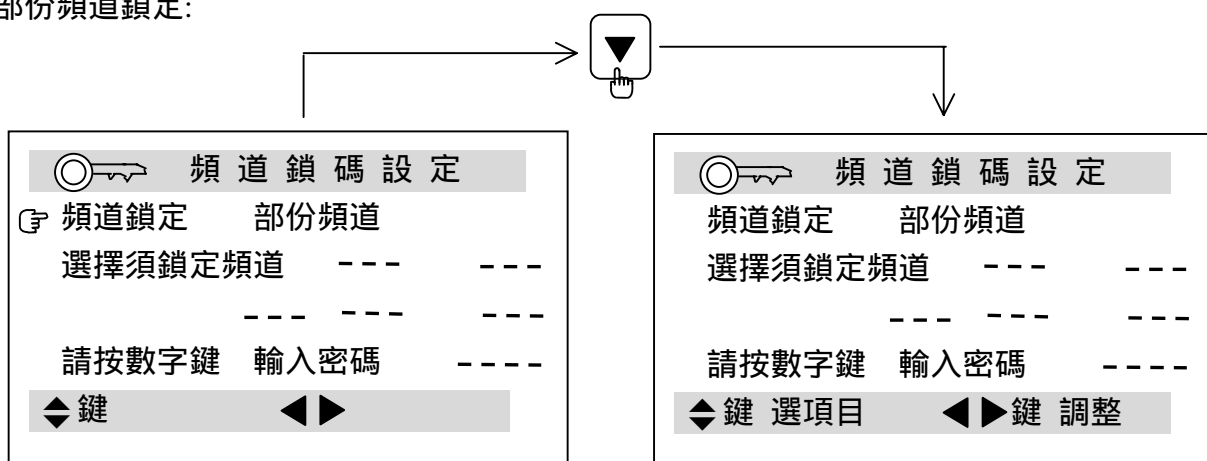 部份頻道鎖定:
頻 道 鎖 碼 設 定
頻道鎖定 部份頻道
選擇須鎖定頻道 --- ---
--- --- ---
請按數字鍵 輸入密碼 ----
鍵
頻 道 鎖 碼 設 定
頻道鎖定 部份頻道
選擇須鎖定頻道 --- ---
--- --- ---
請按數字鍵 輸入密碼 ----
鍵 選項目 鍵 調整